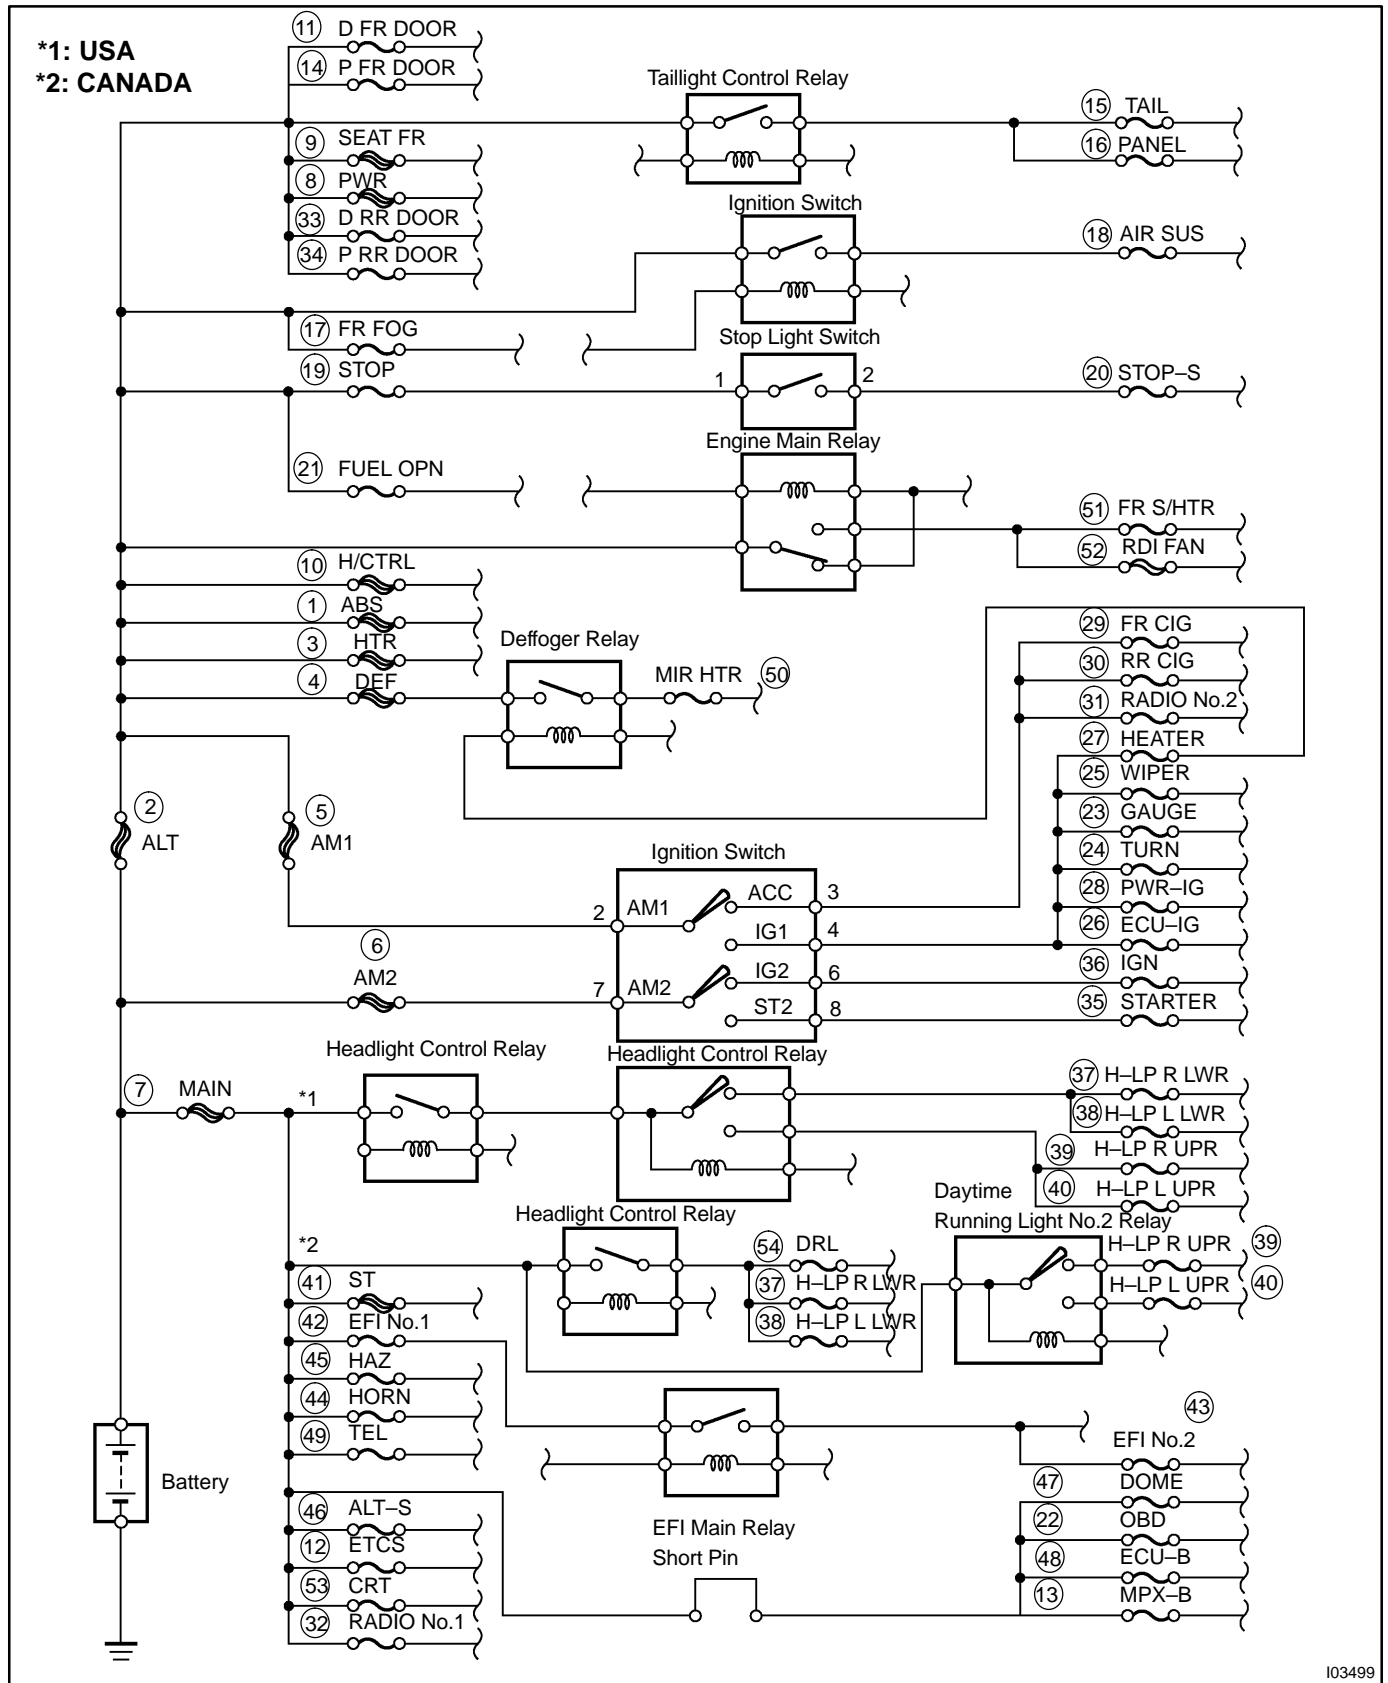 *1: USA
*2: CANADA
11 D FR DOOR
14 P FR DOOR
Taillight Control Relay
15 TAIL
16 PANEL
9 SEAT FR
8 PWR
33 D RR DOOR
34 P RR DOOR
Ignition Switch
18 AIR SUS
17 FR FOG
Stop Light Switch
19 STOP
1
2
20 STOP–S
Engine Main Relay
21 FUEL OPN
51 FR S/HTR
52 RDI FAN
10 H/CTRL
1 ABS
3 HTR
4 DEF
Deffoger Relay
MIR HTR 50
29 FR CIG
30 RR CIG
31 RADIO No.2
27 HEATER
25 WIPER
23 GAUGE
24 TURN
28 PWR–IG
26 ECU–IG
36 IGN
35 STARTER
2
ALT
5
AM1
Ignition Switch
2 AM1 ACC 3
IG1 4
6
AM2
7 AM2 IG2 6
ST2 8
Headlight Control Relay
Headlight Control Relay
7 MAIN
*1
37 H–LP R LWR
38 H–LP L LWR
39 H–LP R UPR
40 H–LP L UPR
Daytime
Running Light No.2 Relay
Headlight Control Relay
*2
54 DRL
37 H–LP R LWR
38 H–LP L LWR
H–LP R UPR 39
H–LP L UPR 40
41 ST
42 EFI No.1
45 HAZ
44 HORN
49 TEL
43
EFI No.2
47 DOME
22 OBD
48 ECU–B
13 MPX–B
Battery
46 ALT–S
12 ETCS
53 CRT
32 RADIO No.1
EFI Main Relay
Short Pin
I03499